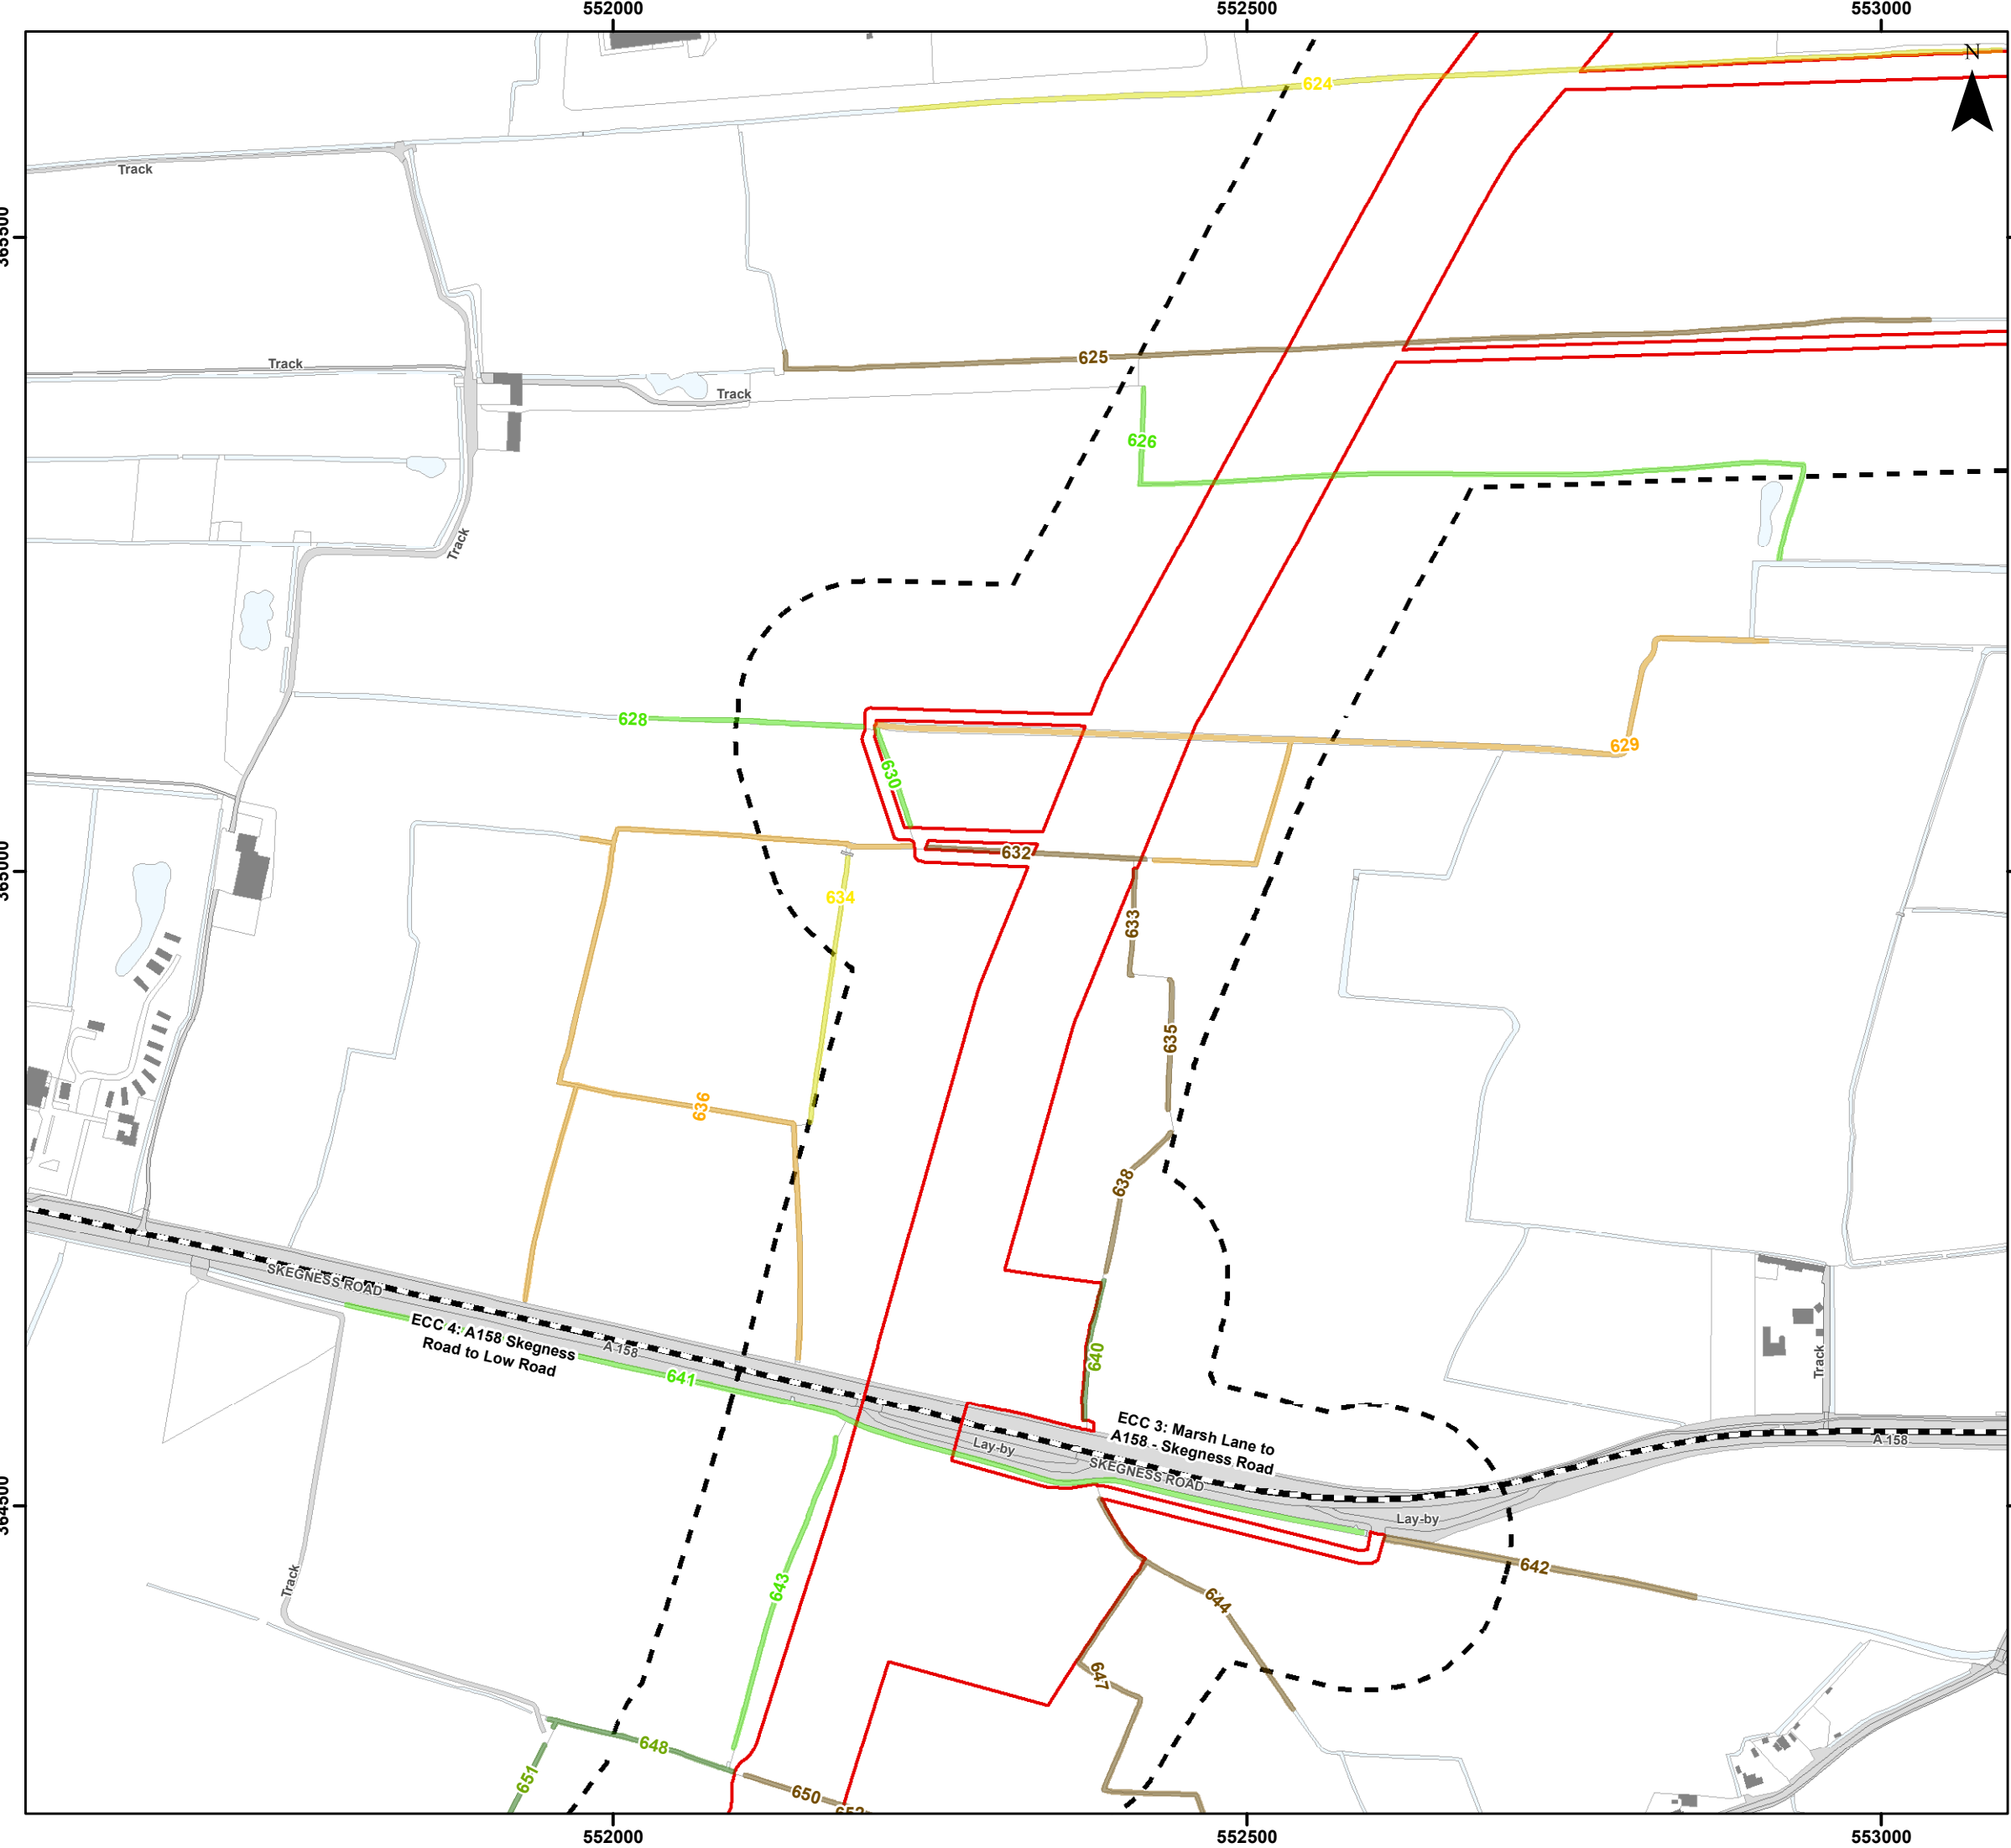 552000
552500
553000
N
624
Track
365500
625
Track
Track
626
Track
628
629
630
632
365000
634
633
635
636
638
SKEGNESS ROAD
ECC 4: A158 Skegness
Road to Low Road
A 158
640
641
ECC 3: Marsh Lane to
A158 - Skegness Road
Track
Lay-by
SKEGNESS ROAD
A 158
364500
Lay-by
642
Track
643
644
647
648
651
650
552000
552500
553000